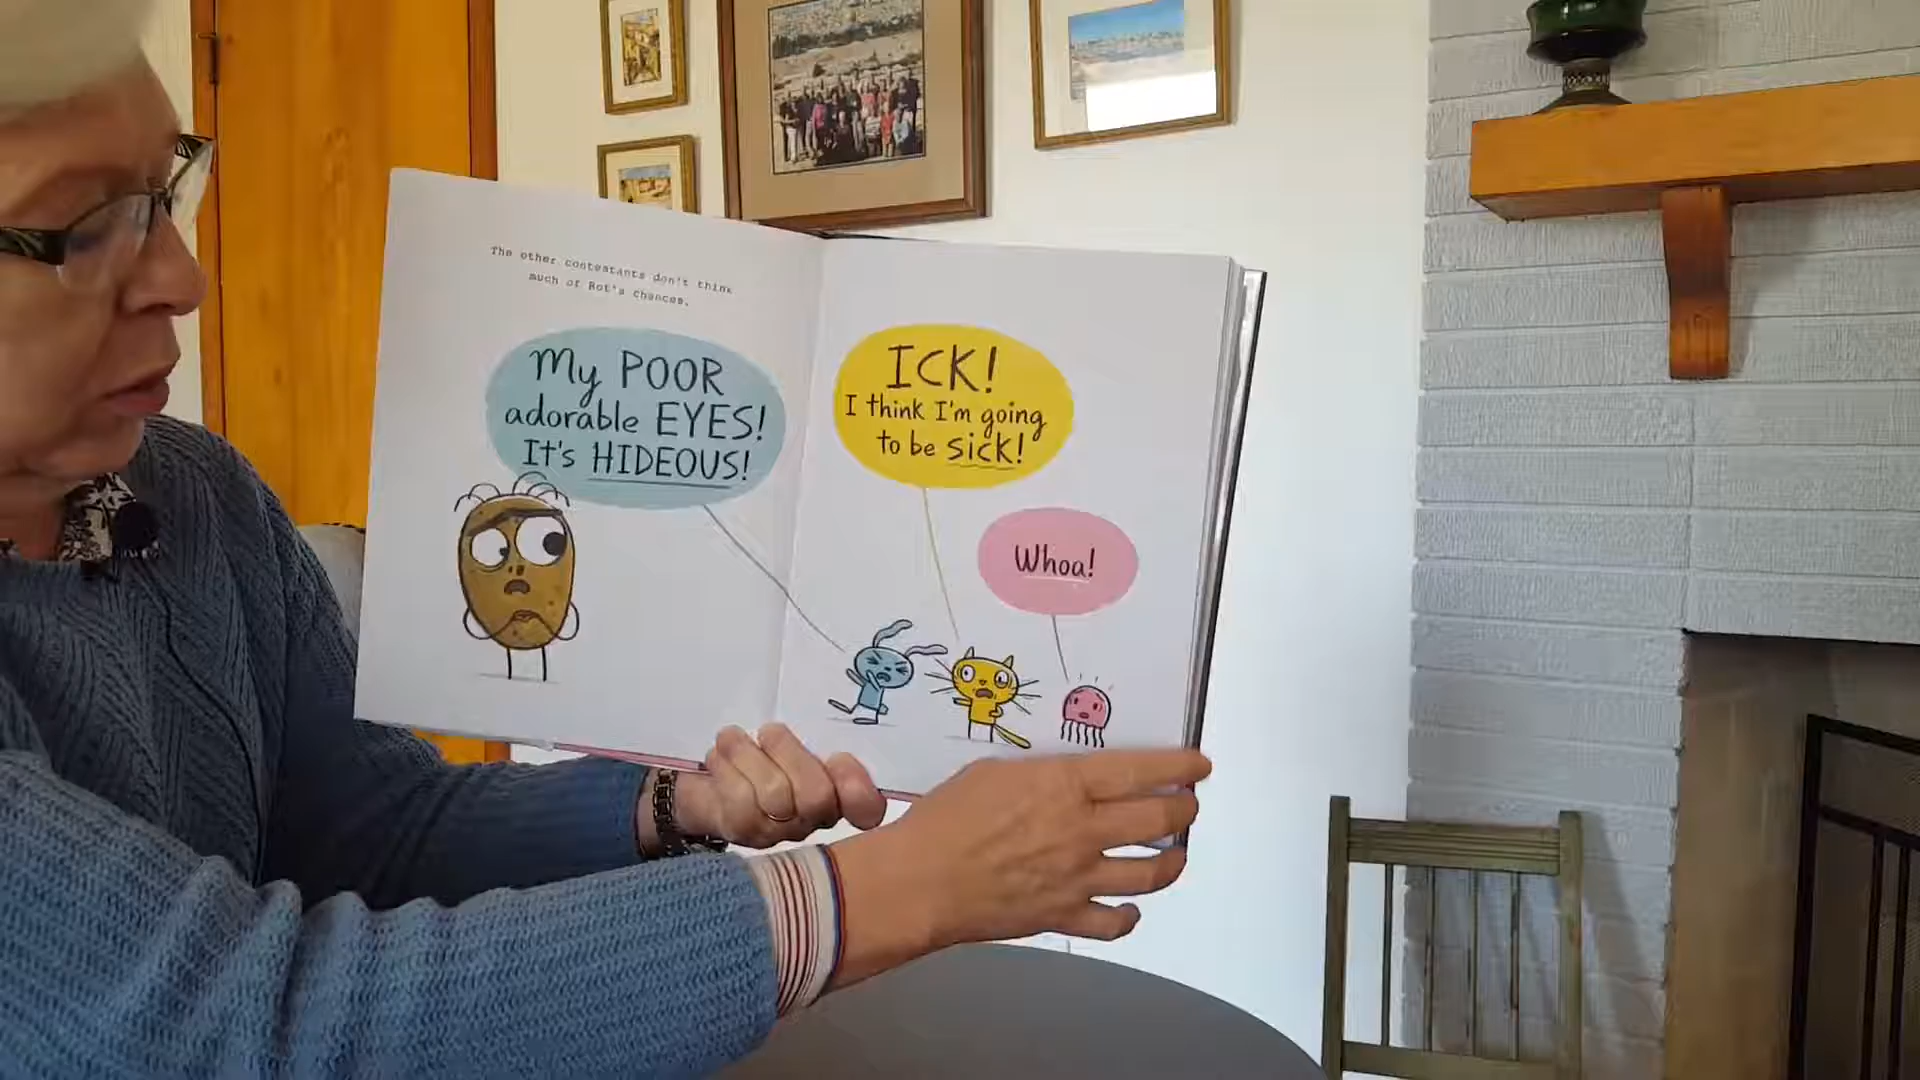 The other contestants don't think
much of Rot's chances.
My POOR
adorable EYES!
It's HIDEOUS!
ICK!
I think I'm going
to be SICK!
Whoa!